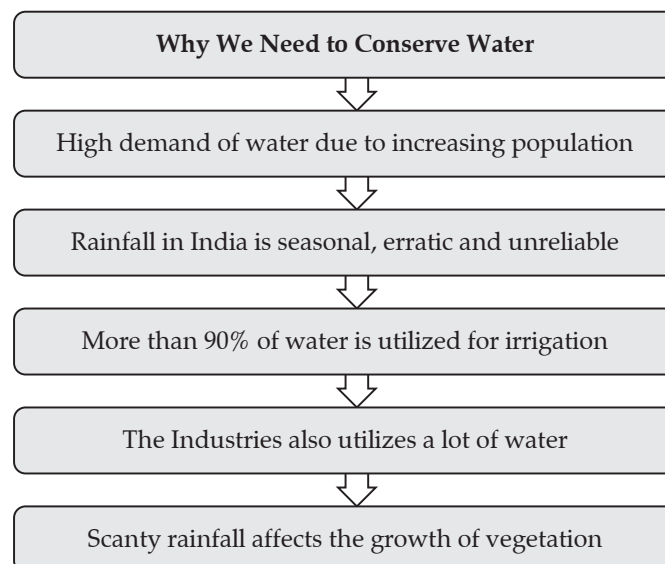 Why We Need to Conserve Water
High demand of water due to increasing population
Rainfall in India is seasonal, erratic and unreliable
More than 90% of water is utilized for irrigation
The Industries also utilizes a lot of water
Scanty rainfall affects the growth of vegetation